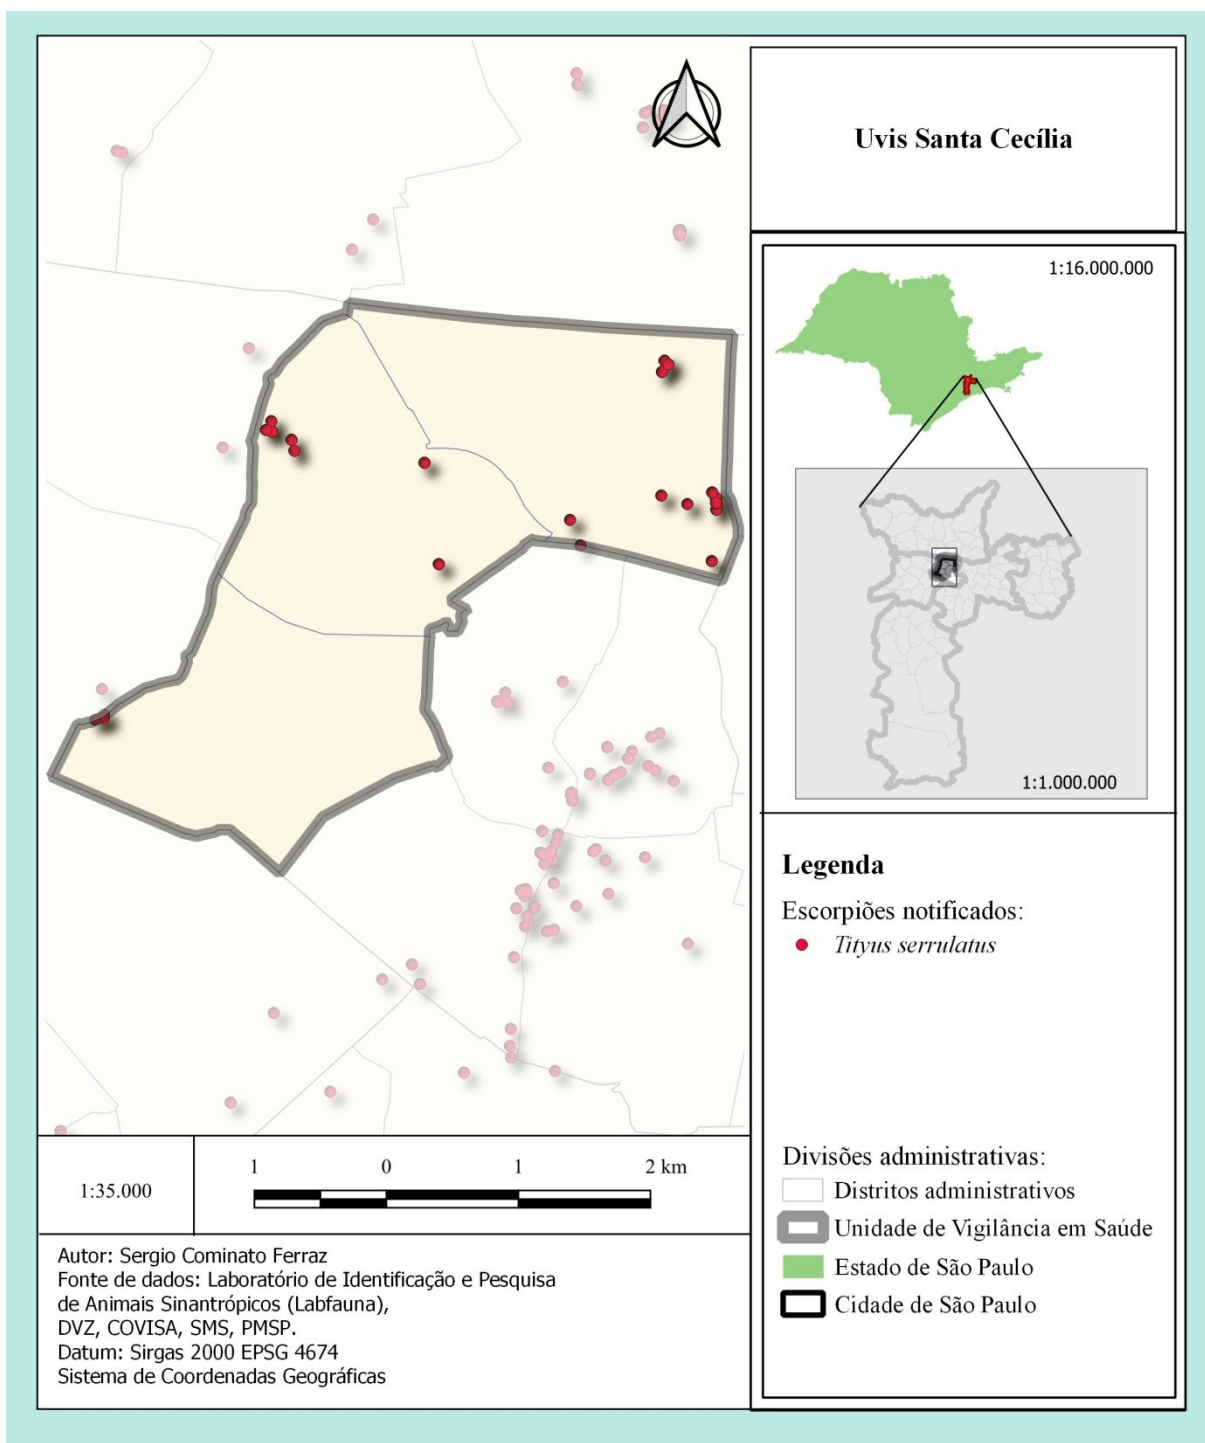 Uvis Santa Cecília
1:16.000.000
1:1.000.000
Legenda
Escorpiões notificados:
Tityus serrulatus
Divisões administrativas:
Distritos administrativos
Unidade de Vigilância em Saúde
Estado de São Paulo
Cidade de São Paulo
1:35.000
1 0 1 2 km
Autor: Sergio Cominato Ferraz
Fonte de dados: Laboratório de Identificação e Pesquisa
de Animais Sinantrópicos (Labfauna),
DVZ, COVISA, SMS, PMSP.
Datum: Sirgas 2000 EPSG 4674
Sistema de Coordenadas Geográficas